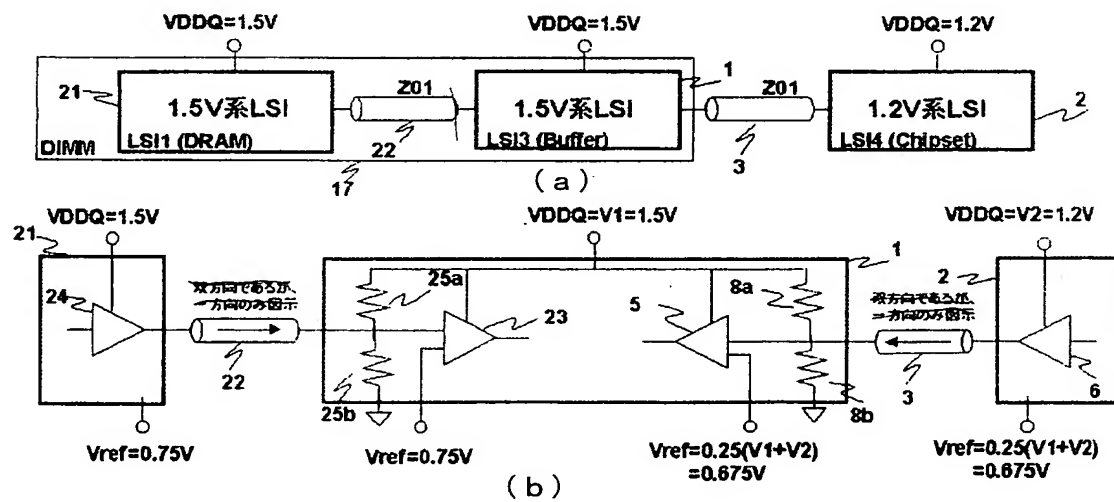 VDDQ=1.5V
VDDQ=1.5V
VDDQ=1.2V
21
1.5V系LSI
LSI1 (DRAM)
Z01
22
1.5V系LSI
LSI3 (Buffer)
1
Z01
3
1.2V系LSI
LSI4 (Chipset)
2
DIMM
17
(a)
VDDQ=1.5V
VDDQ=V1=1.5V
VDDQ=V2=1.2V
21
24
双方向であるが、
一方向のみ図示
22
25a
25b
23
5
8a
8b
1
双方向であるが、
一方向のみ図示
3
2
6
Vref=0.75V
Vref=0.75V
Vref=0.25(V1+V2)
=0.675V
Vref=0.25(V1+V2)
=0.675V
(b)